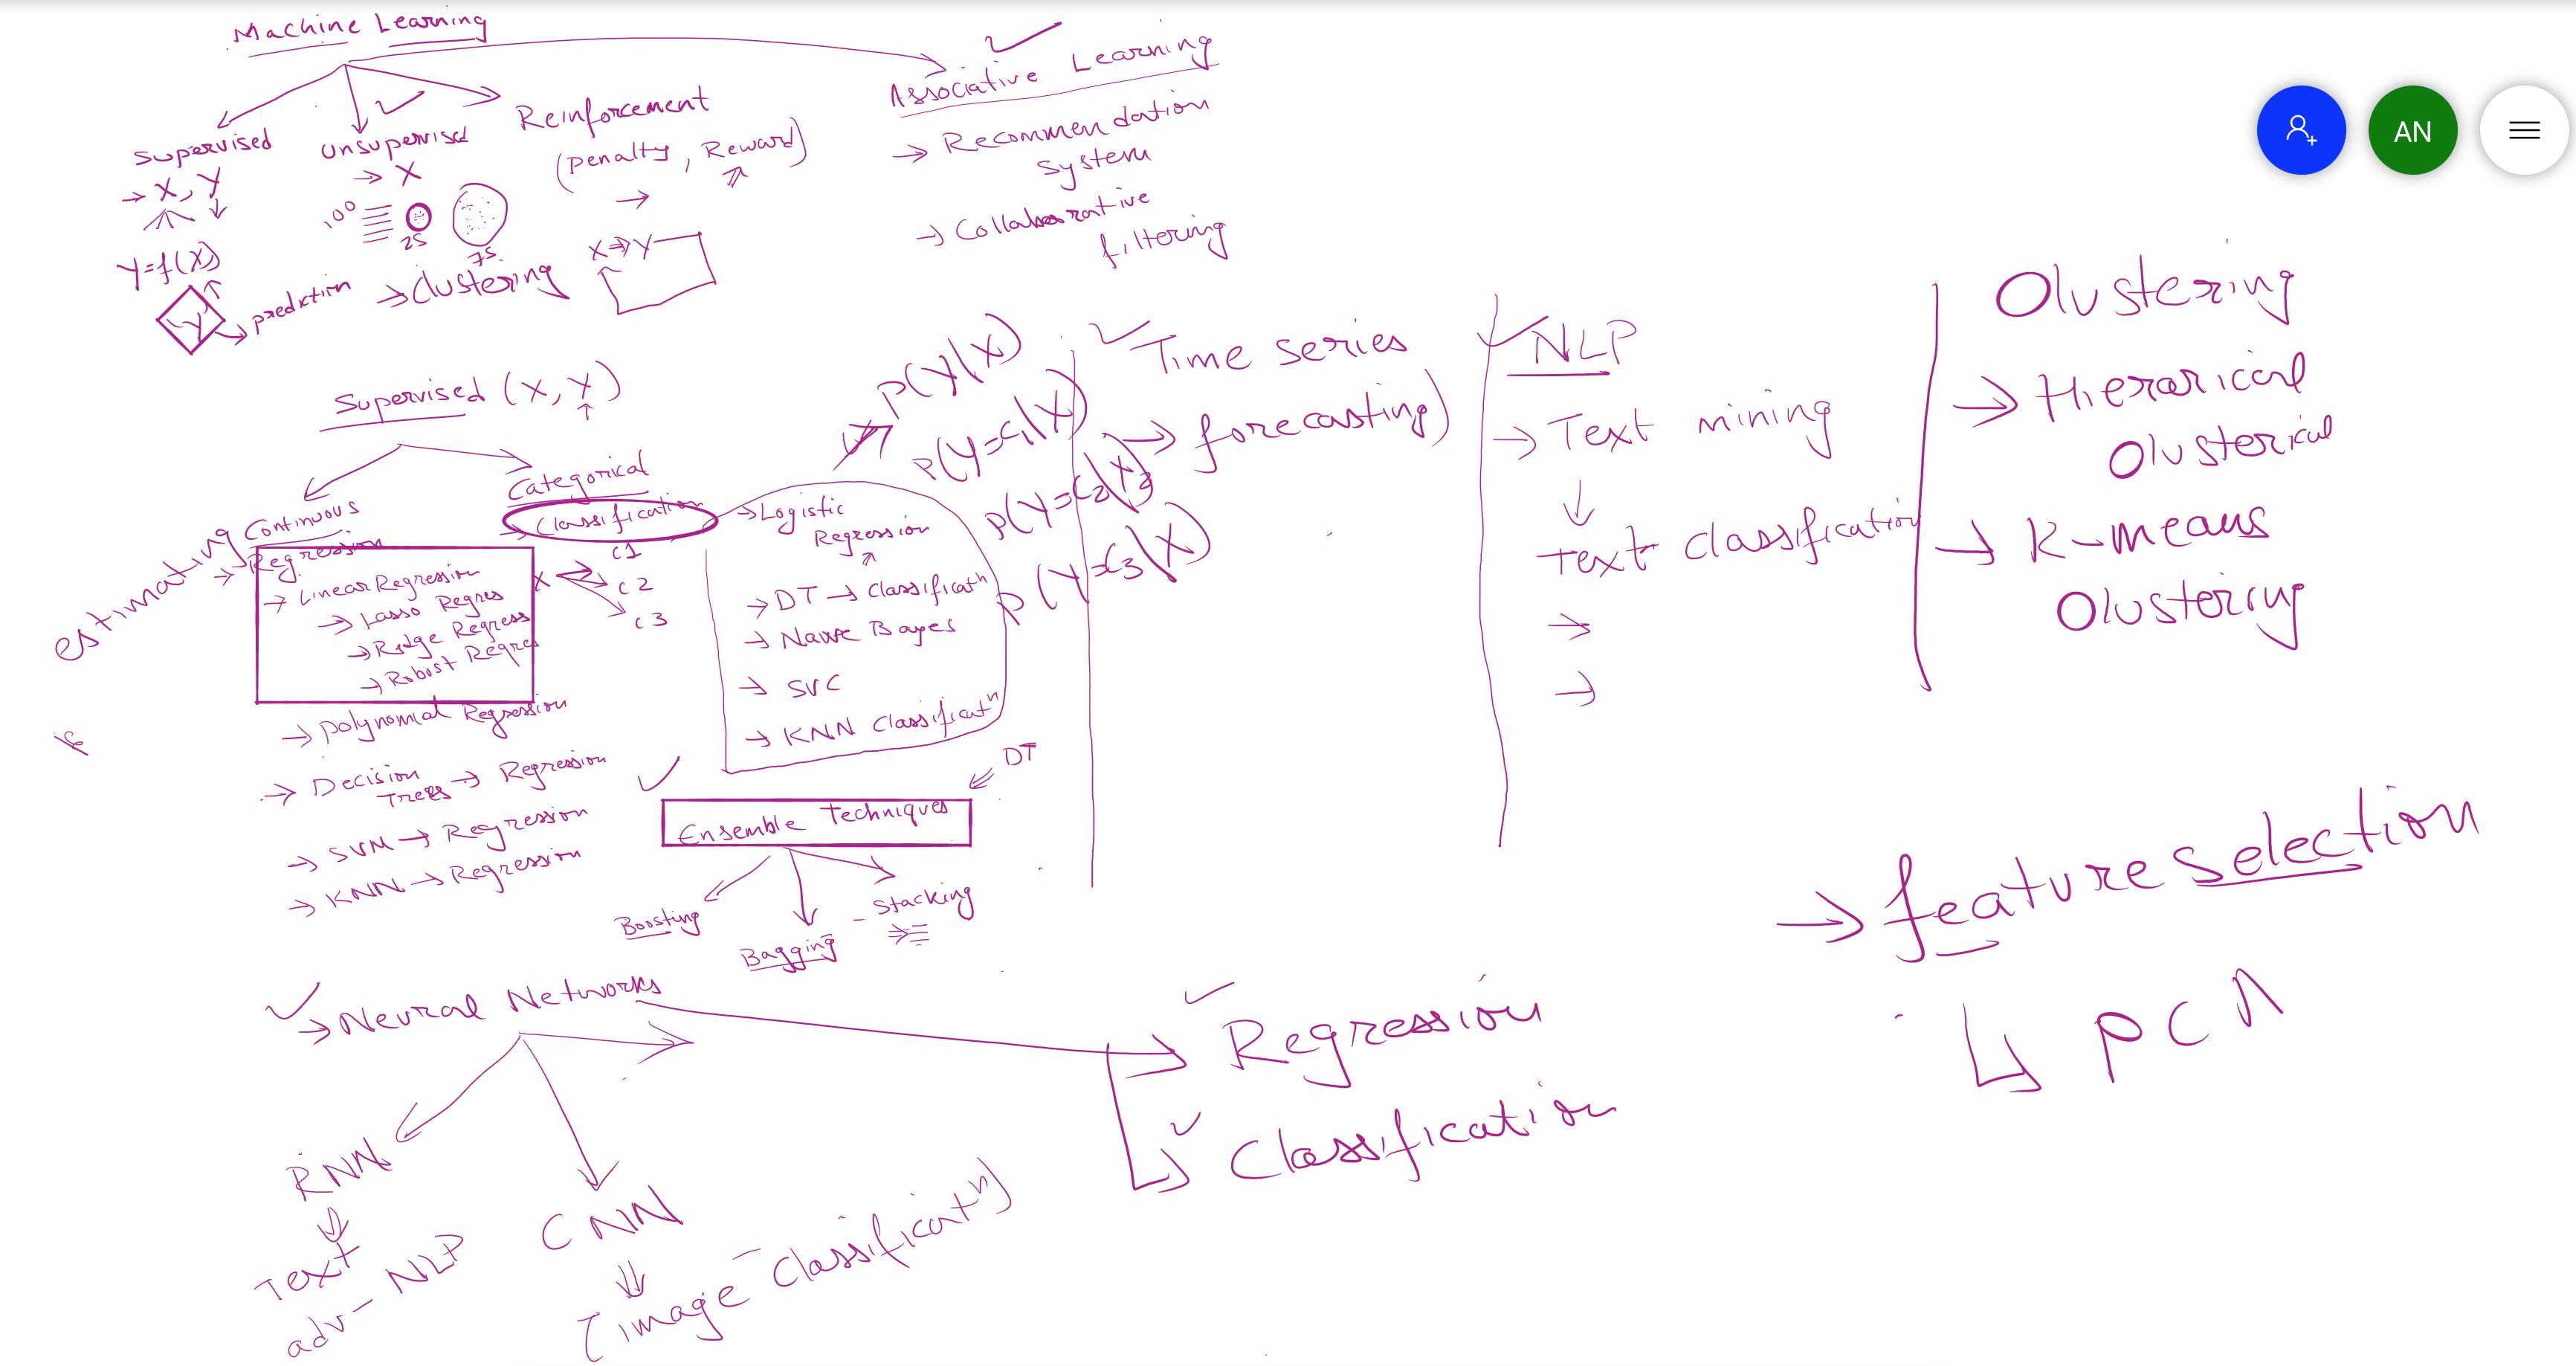 Machine Learning
Supervised
→ X, Y
Y=f(X)
Y
prediction
Unsupervised
→ X
100
25
75
→ Clustering
Reinforcement
(penalty, Reward)
→
X⇒Y
Associative Learning
→ Recommendation
system
→ Collaborative
filtering
Supervised (X, Y)
Continuous
→ Regression
estimating
→ Linear Regression
→ Lasso Regres
→ Ridge Regress
→ Robost Regres
→ polynomial Regression
→ Decision
Trees → Regression
→ SVM → Regression
→ KNN → Regression
Categorical
→ Classification
X
C1
C2
C3
→ Logistic
Regression
→ DT → Classificatⁿ
→ Naive Bayes
→ SVC
→ KNN Classificatⁿ
P(Y|X)
P(Y=C1|X)
P(Y=C2|X)
P(Y=C3|X)
DT
Ensemble Techniques
Boosting
Bagging
- Stacking
Time series
→ forecasting)
NLP
→ Text mining
↓
Text classification
→
→
Olustering
→ Hierarical
Olusterical
→ K-means
Olustering
→ feature selection
↳ PCA
→ Neural Networks
→ Regression
↳ Classification
RNN
Text
adv - NLP
CNN
(image - Classificatⁿ)
AN